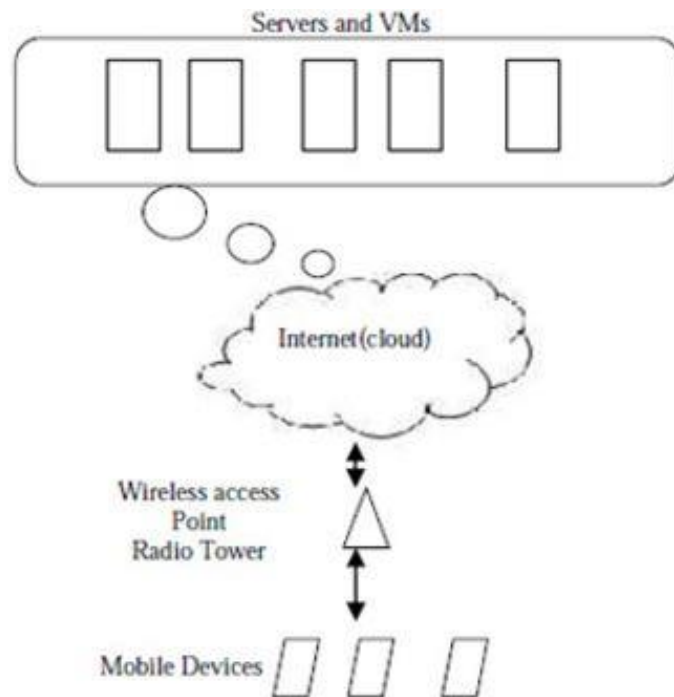 Servers and VMs
Internet(cloud)
Wireless access
Point
Radio Tower
Mobile Devices